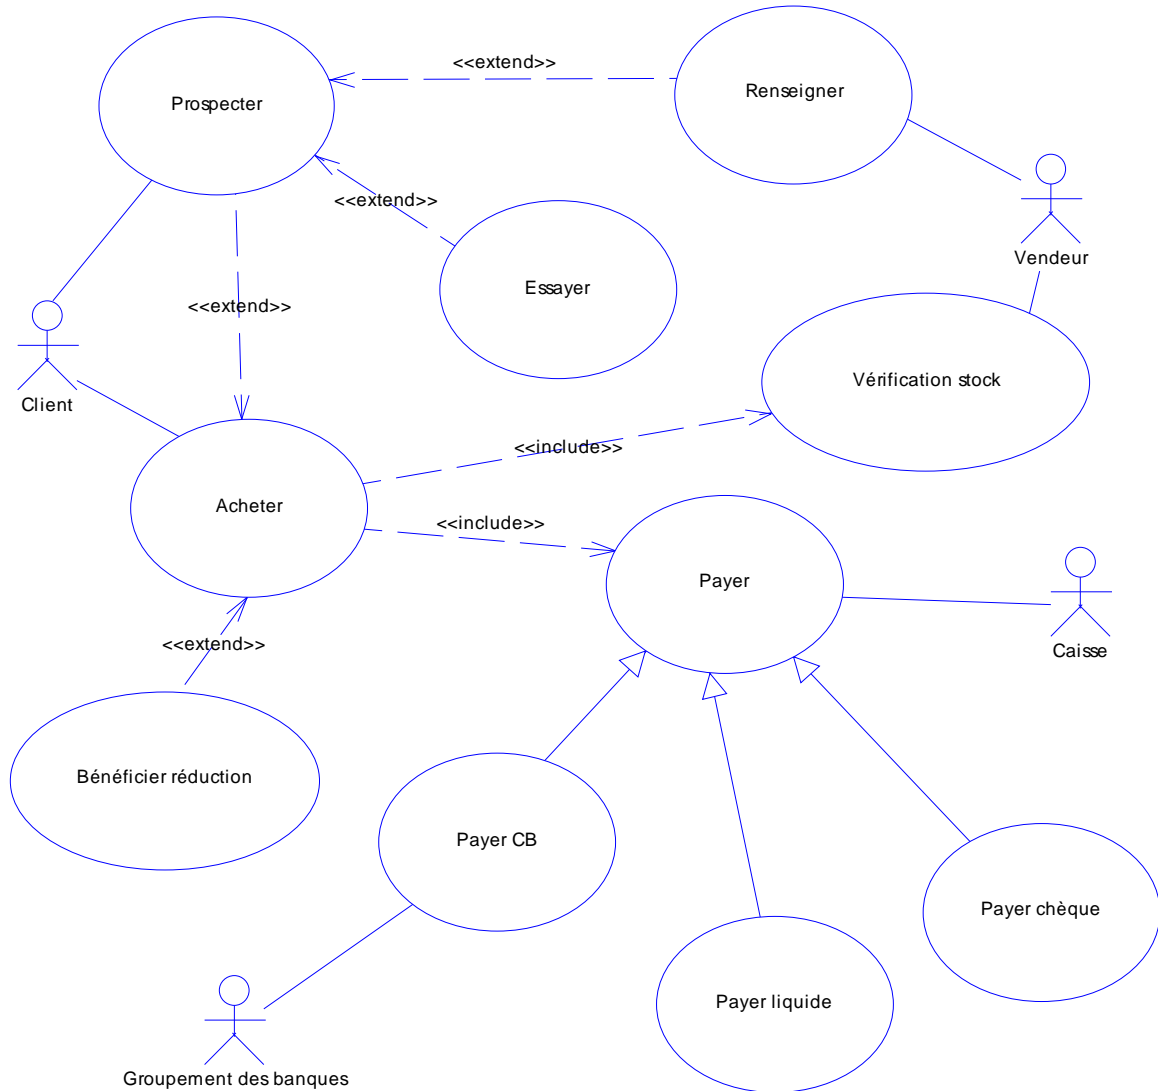 <<extend>>
Prospecter
Renseigner
<<extend>>
Vendeur
Essayer
<<extend>>
Vérification stock
Client
<<include>>
Acheter
<<include>>
Payer
Caisse
<<extend>>
Bénéficier réduction
Payer CB
Payer chèque
Payer liquide
Groupement des banques